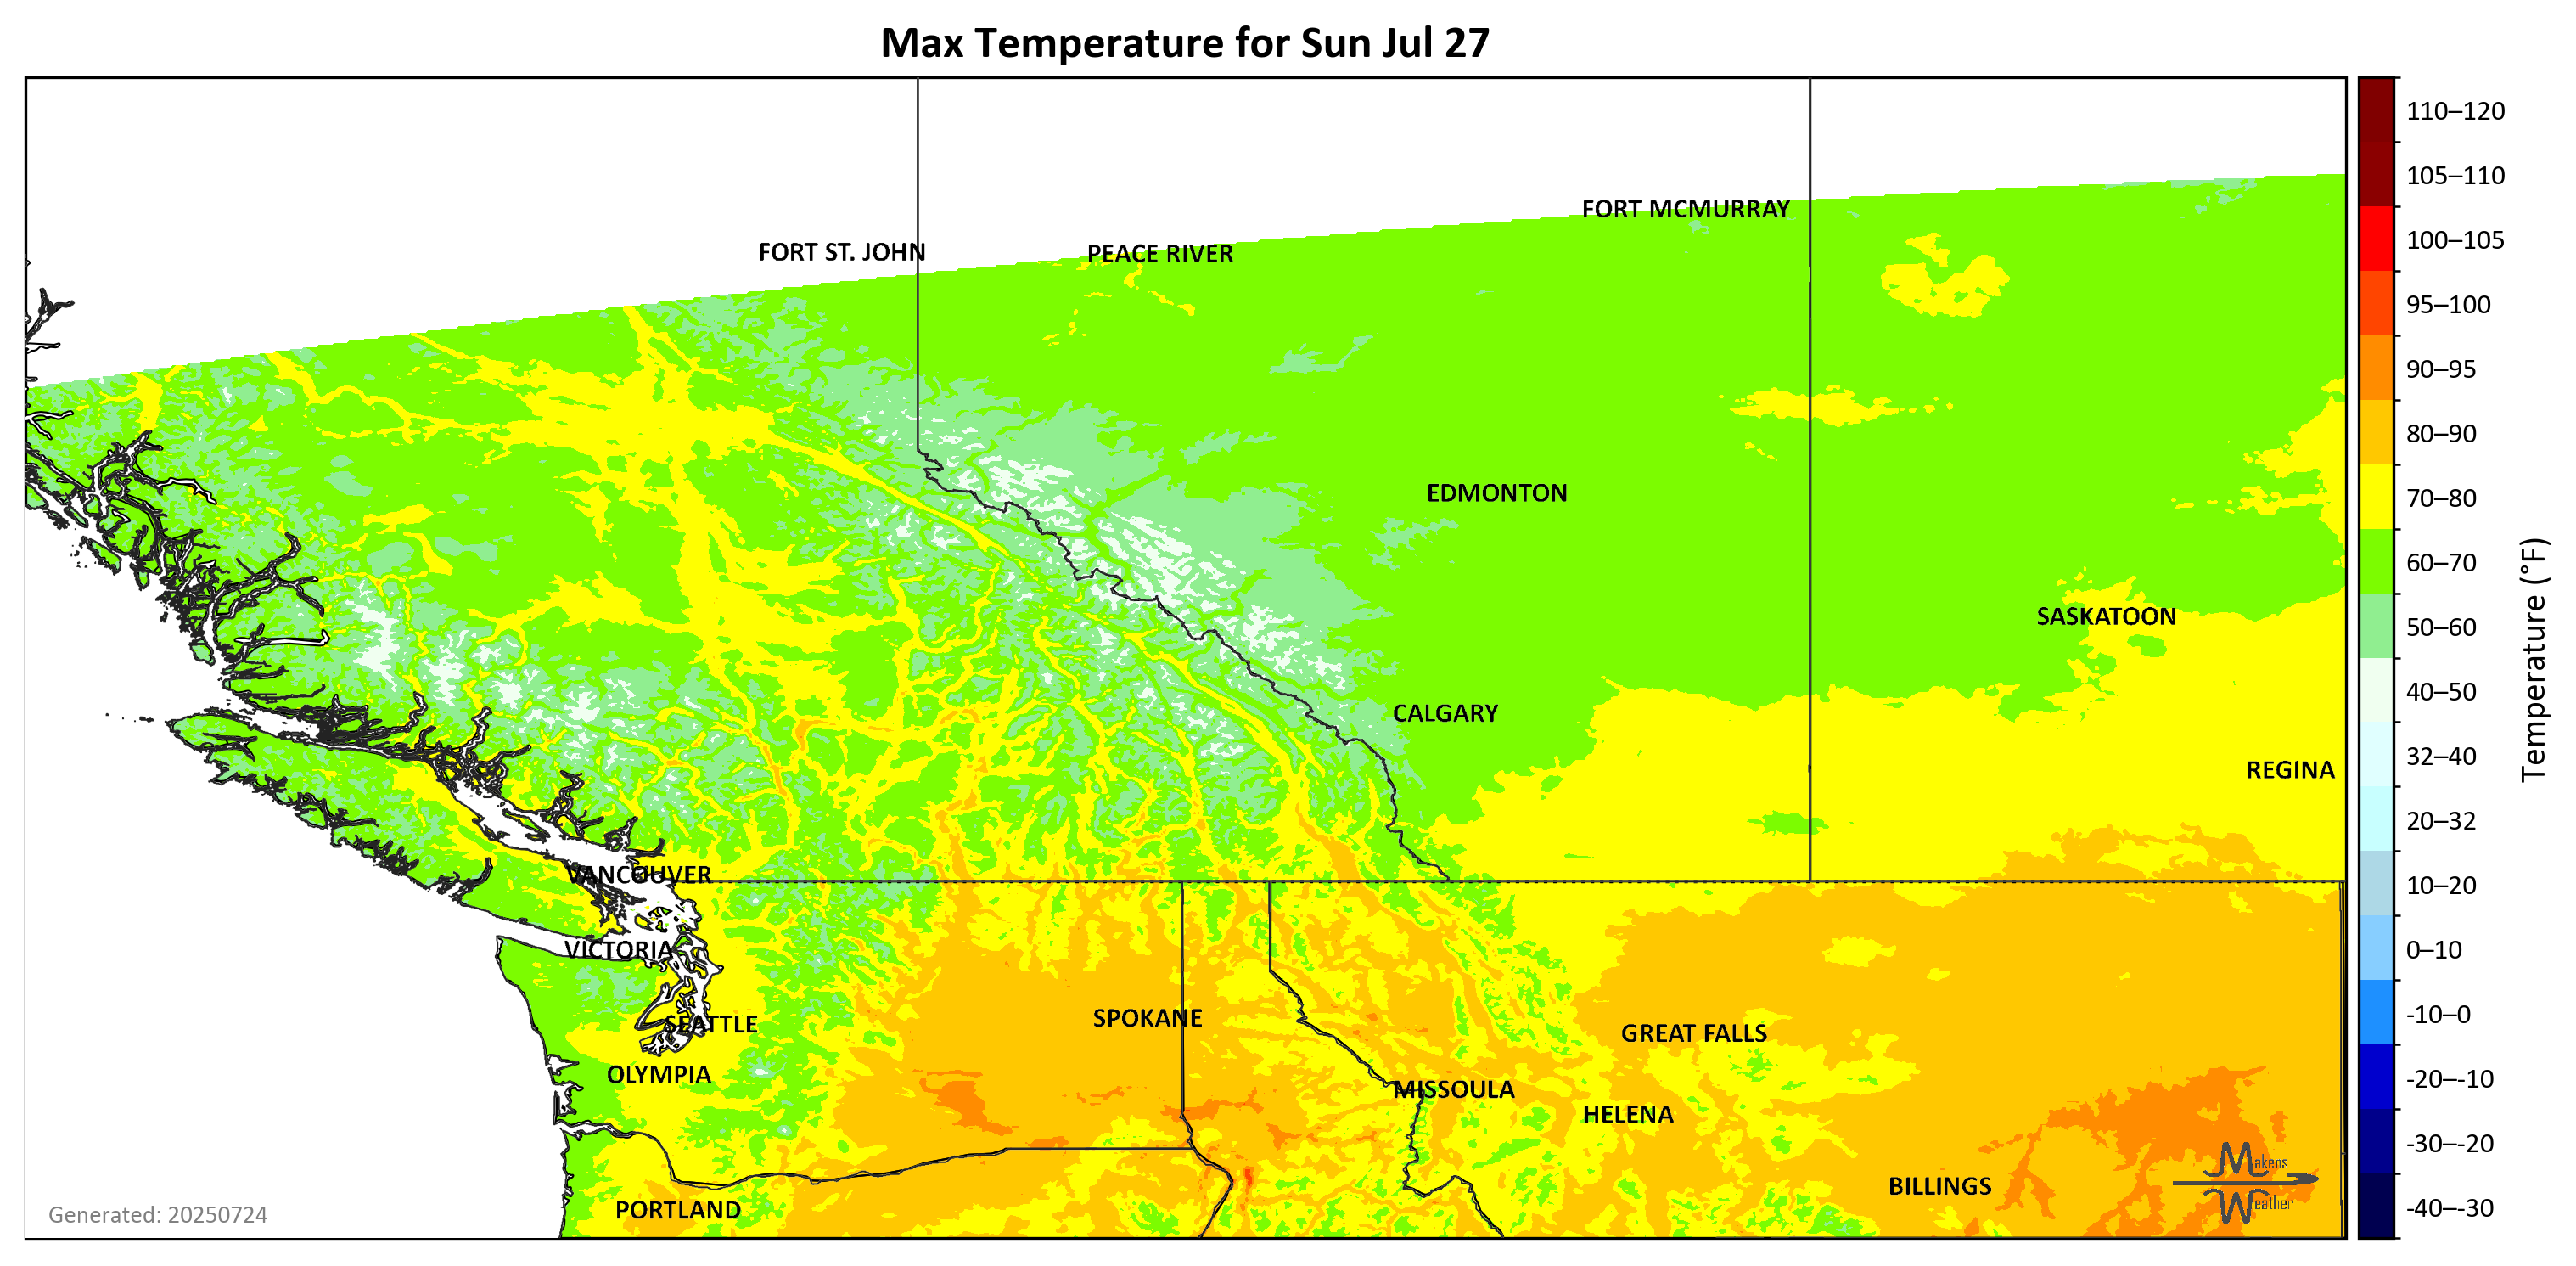 Max Temperature for Sun Jul 27
FORT MCMURRAY
FORT ST. JOHN
PEACE RIVER
EDMONTON
SASKATOON
CALGARY
REGINA
VANCOUVER
VICTORIA
SEATTLE
SPOKANE
GREAT FALLS
OLYMPIA
MISSOULA
HELENA
BILLINGS
PORTLAND
Makens
Weather
Generated: 20250724
110–120
105–110
100–105
95–100
90–95
80–90
70–80
60–70
50–60
40–50
32–40
20–32
10–20
0–10
-10–0
-20–-10
-30–-20
-40–-30
Temperature (°F)